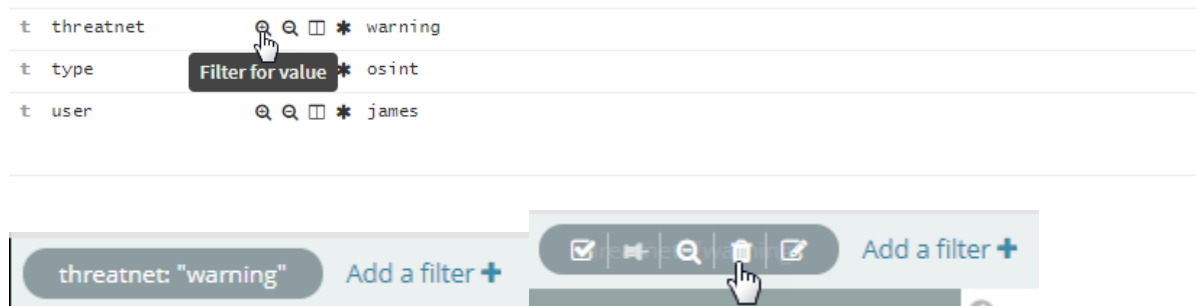 t threatnet warning
Filter for value
t type osint
t user james
threatnet: "warning" Add a filter +
Add a filter +